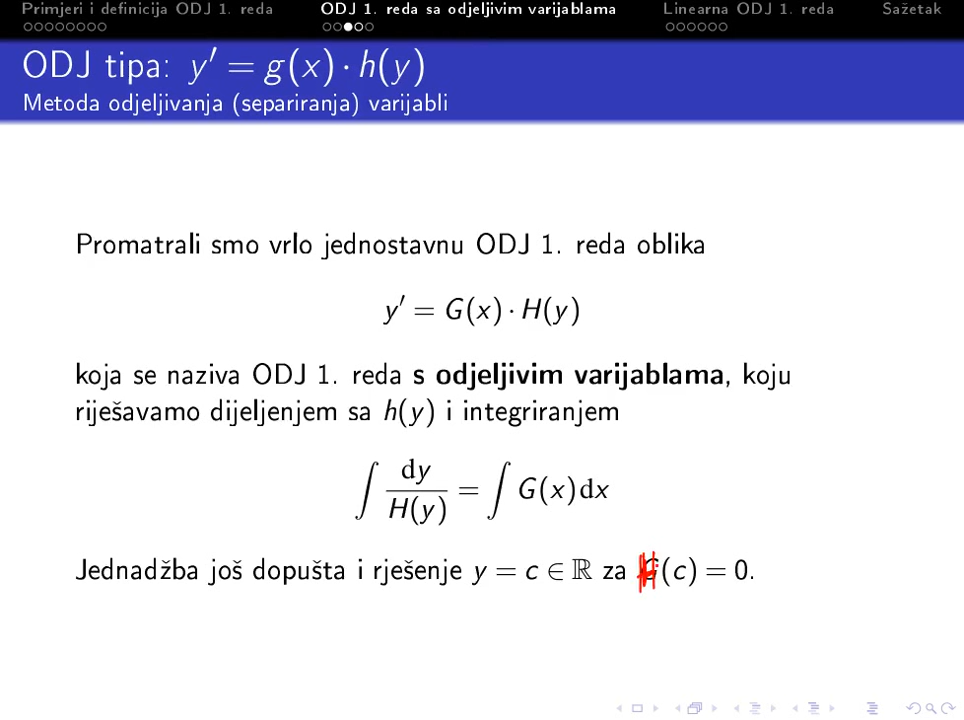 Primjeri i definicija ODJ 1. reda ODJ 1. reda sa odjeljivim varijablama Linearna ODJ 1. reda Sažetak
ODJ tipa: y′ = g(x) · h(y)
Metoda odjeljivanja (separiranja) varijabli
Promatrali smo vrlo jednostavnu ODJ 1. reda oblika
y′ = G(x) · H(y)
koja se naziva ODJ 1. reda s odjeljivim varijablama, koju
riješavamo dijeljenjem sa h(y) i integriranjem
∫ dy/H(y) = ∫ G(x)dx
Jednadžba još dopušta i rješenje y = c ∈ ℝ za H(c) = 0.